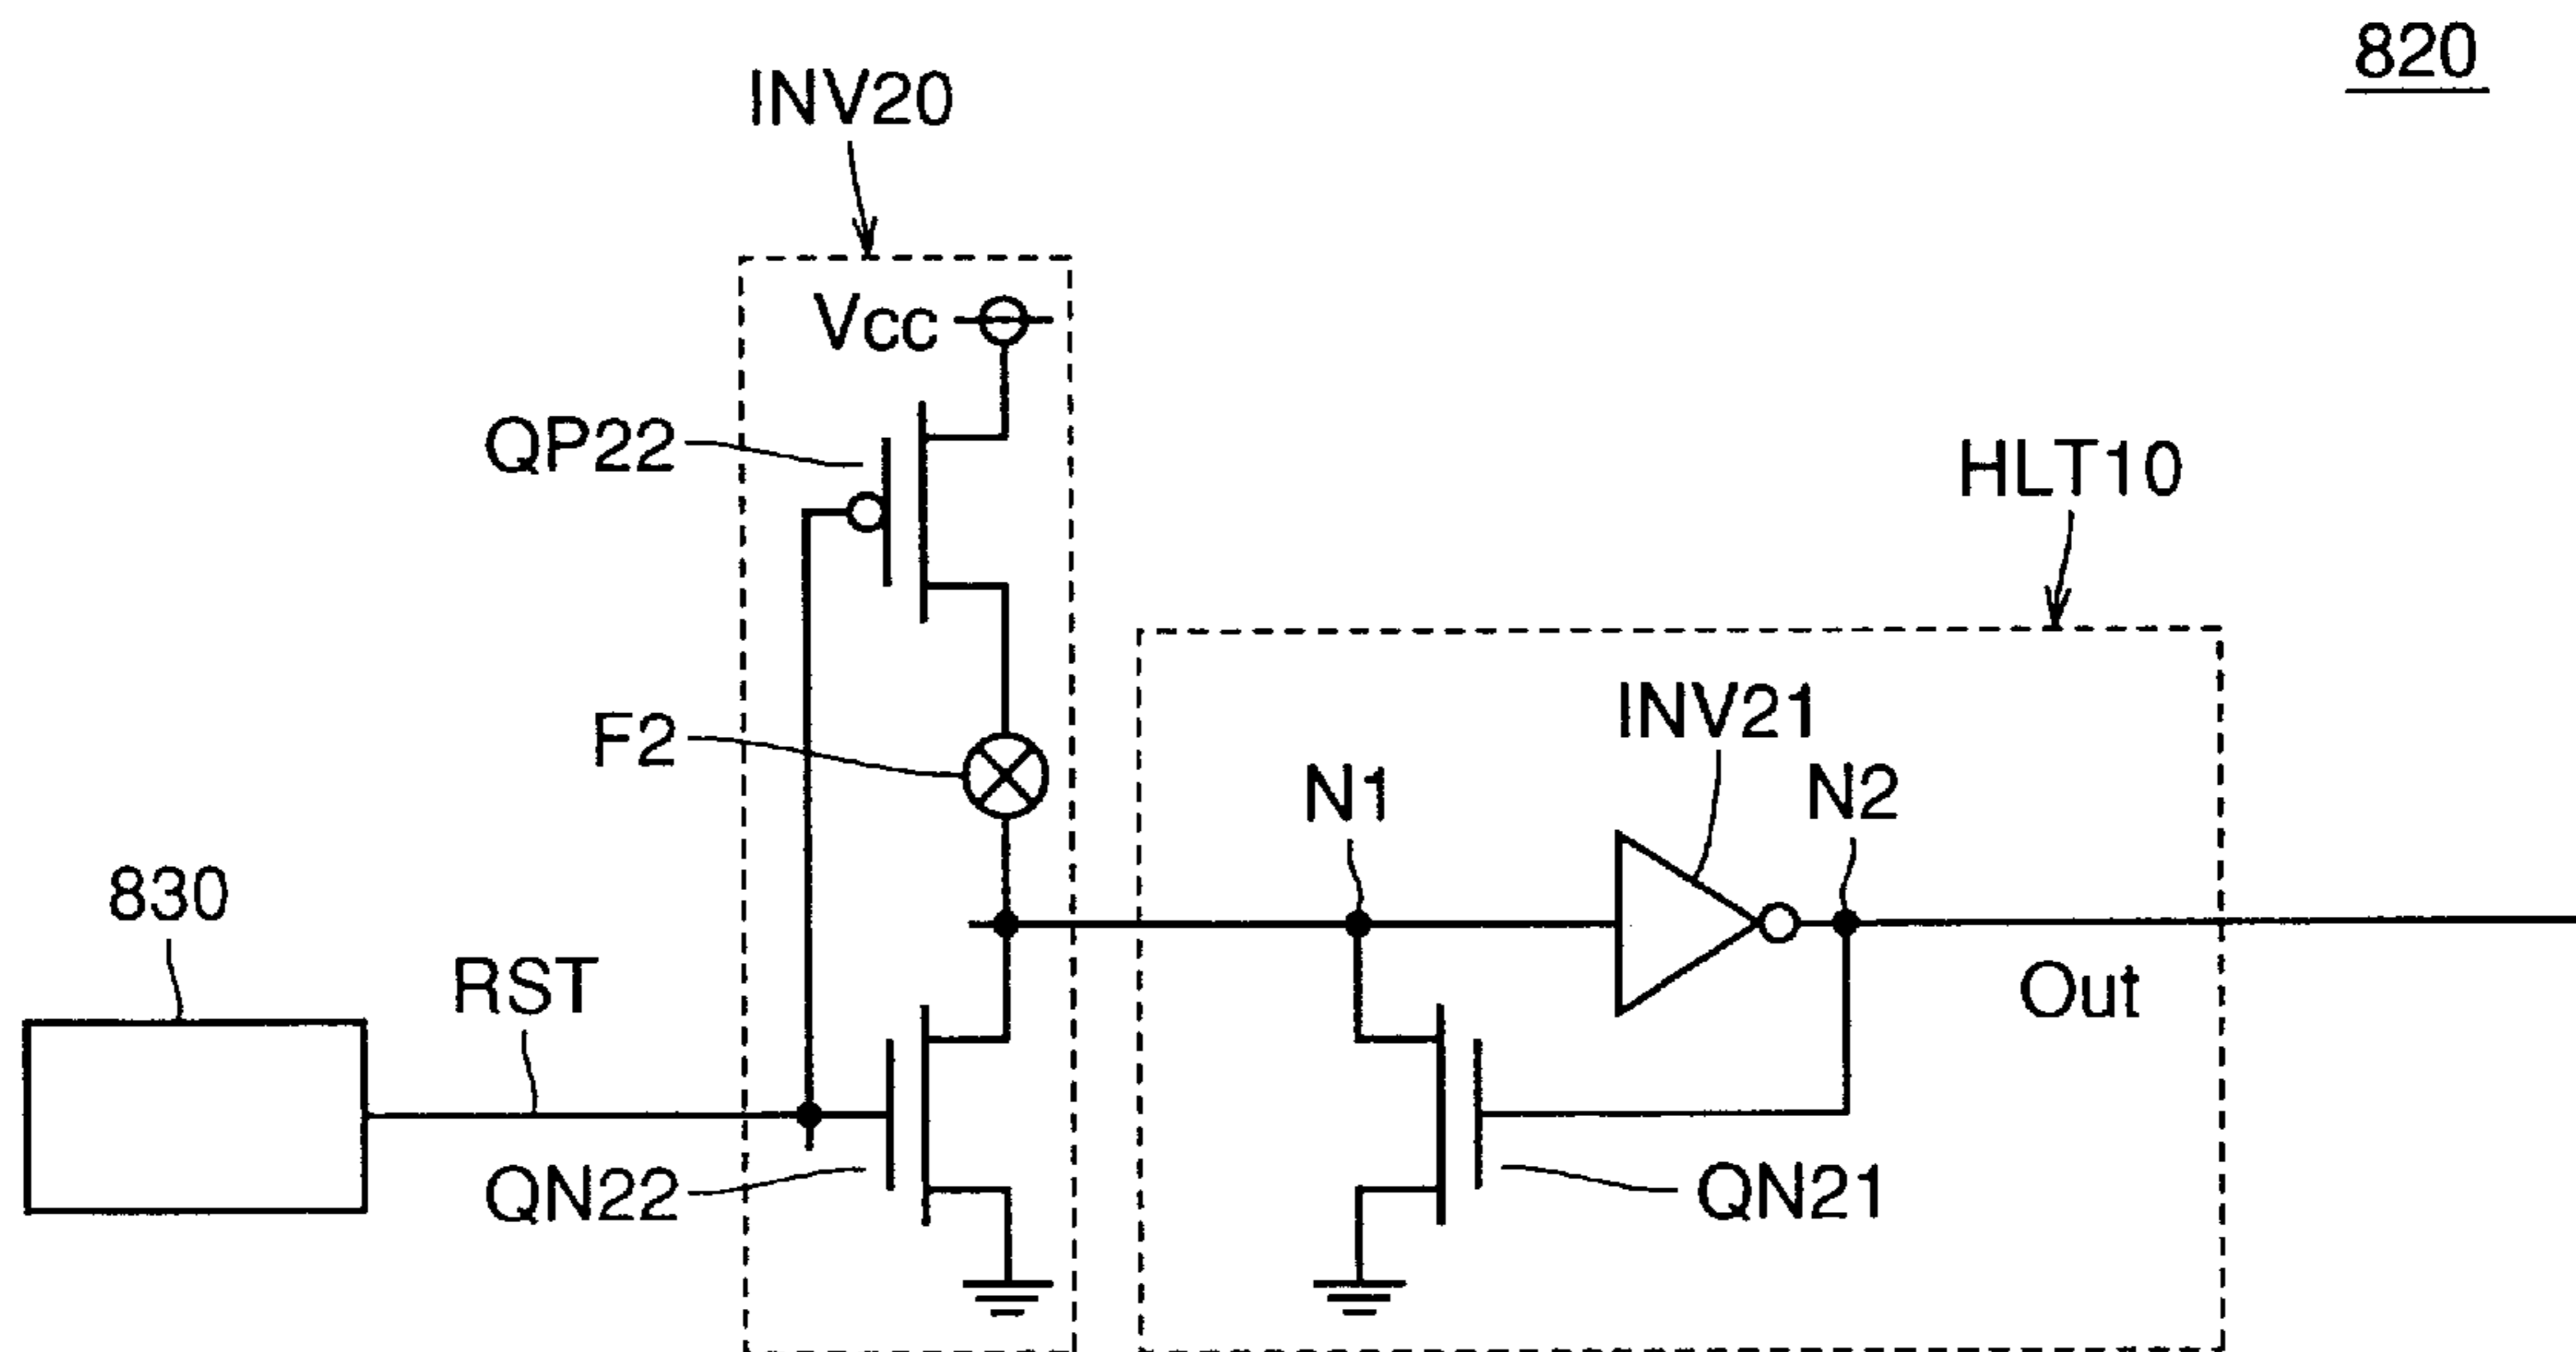 820
INV20
Vcc
QP22
HLT10
F2
INV21
N1
N2
830
RST
Out
QN22
QN21